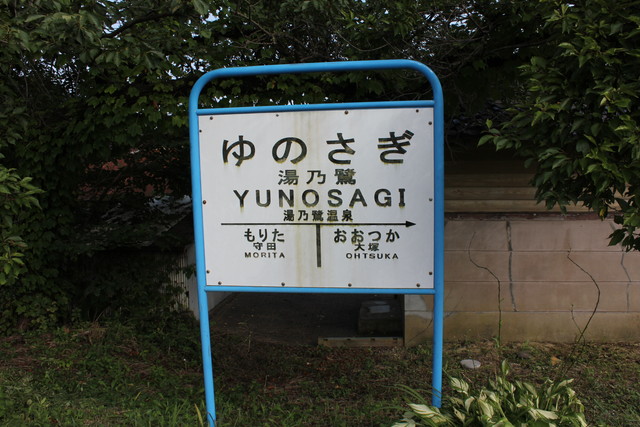 ゆのさぎ
湯乃鷺
YUNOSAGI
湯乃鷺温泉
もりた おおつか
守田 大塚
MORITA OHTSUKA